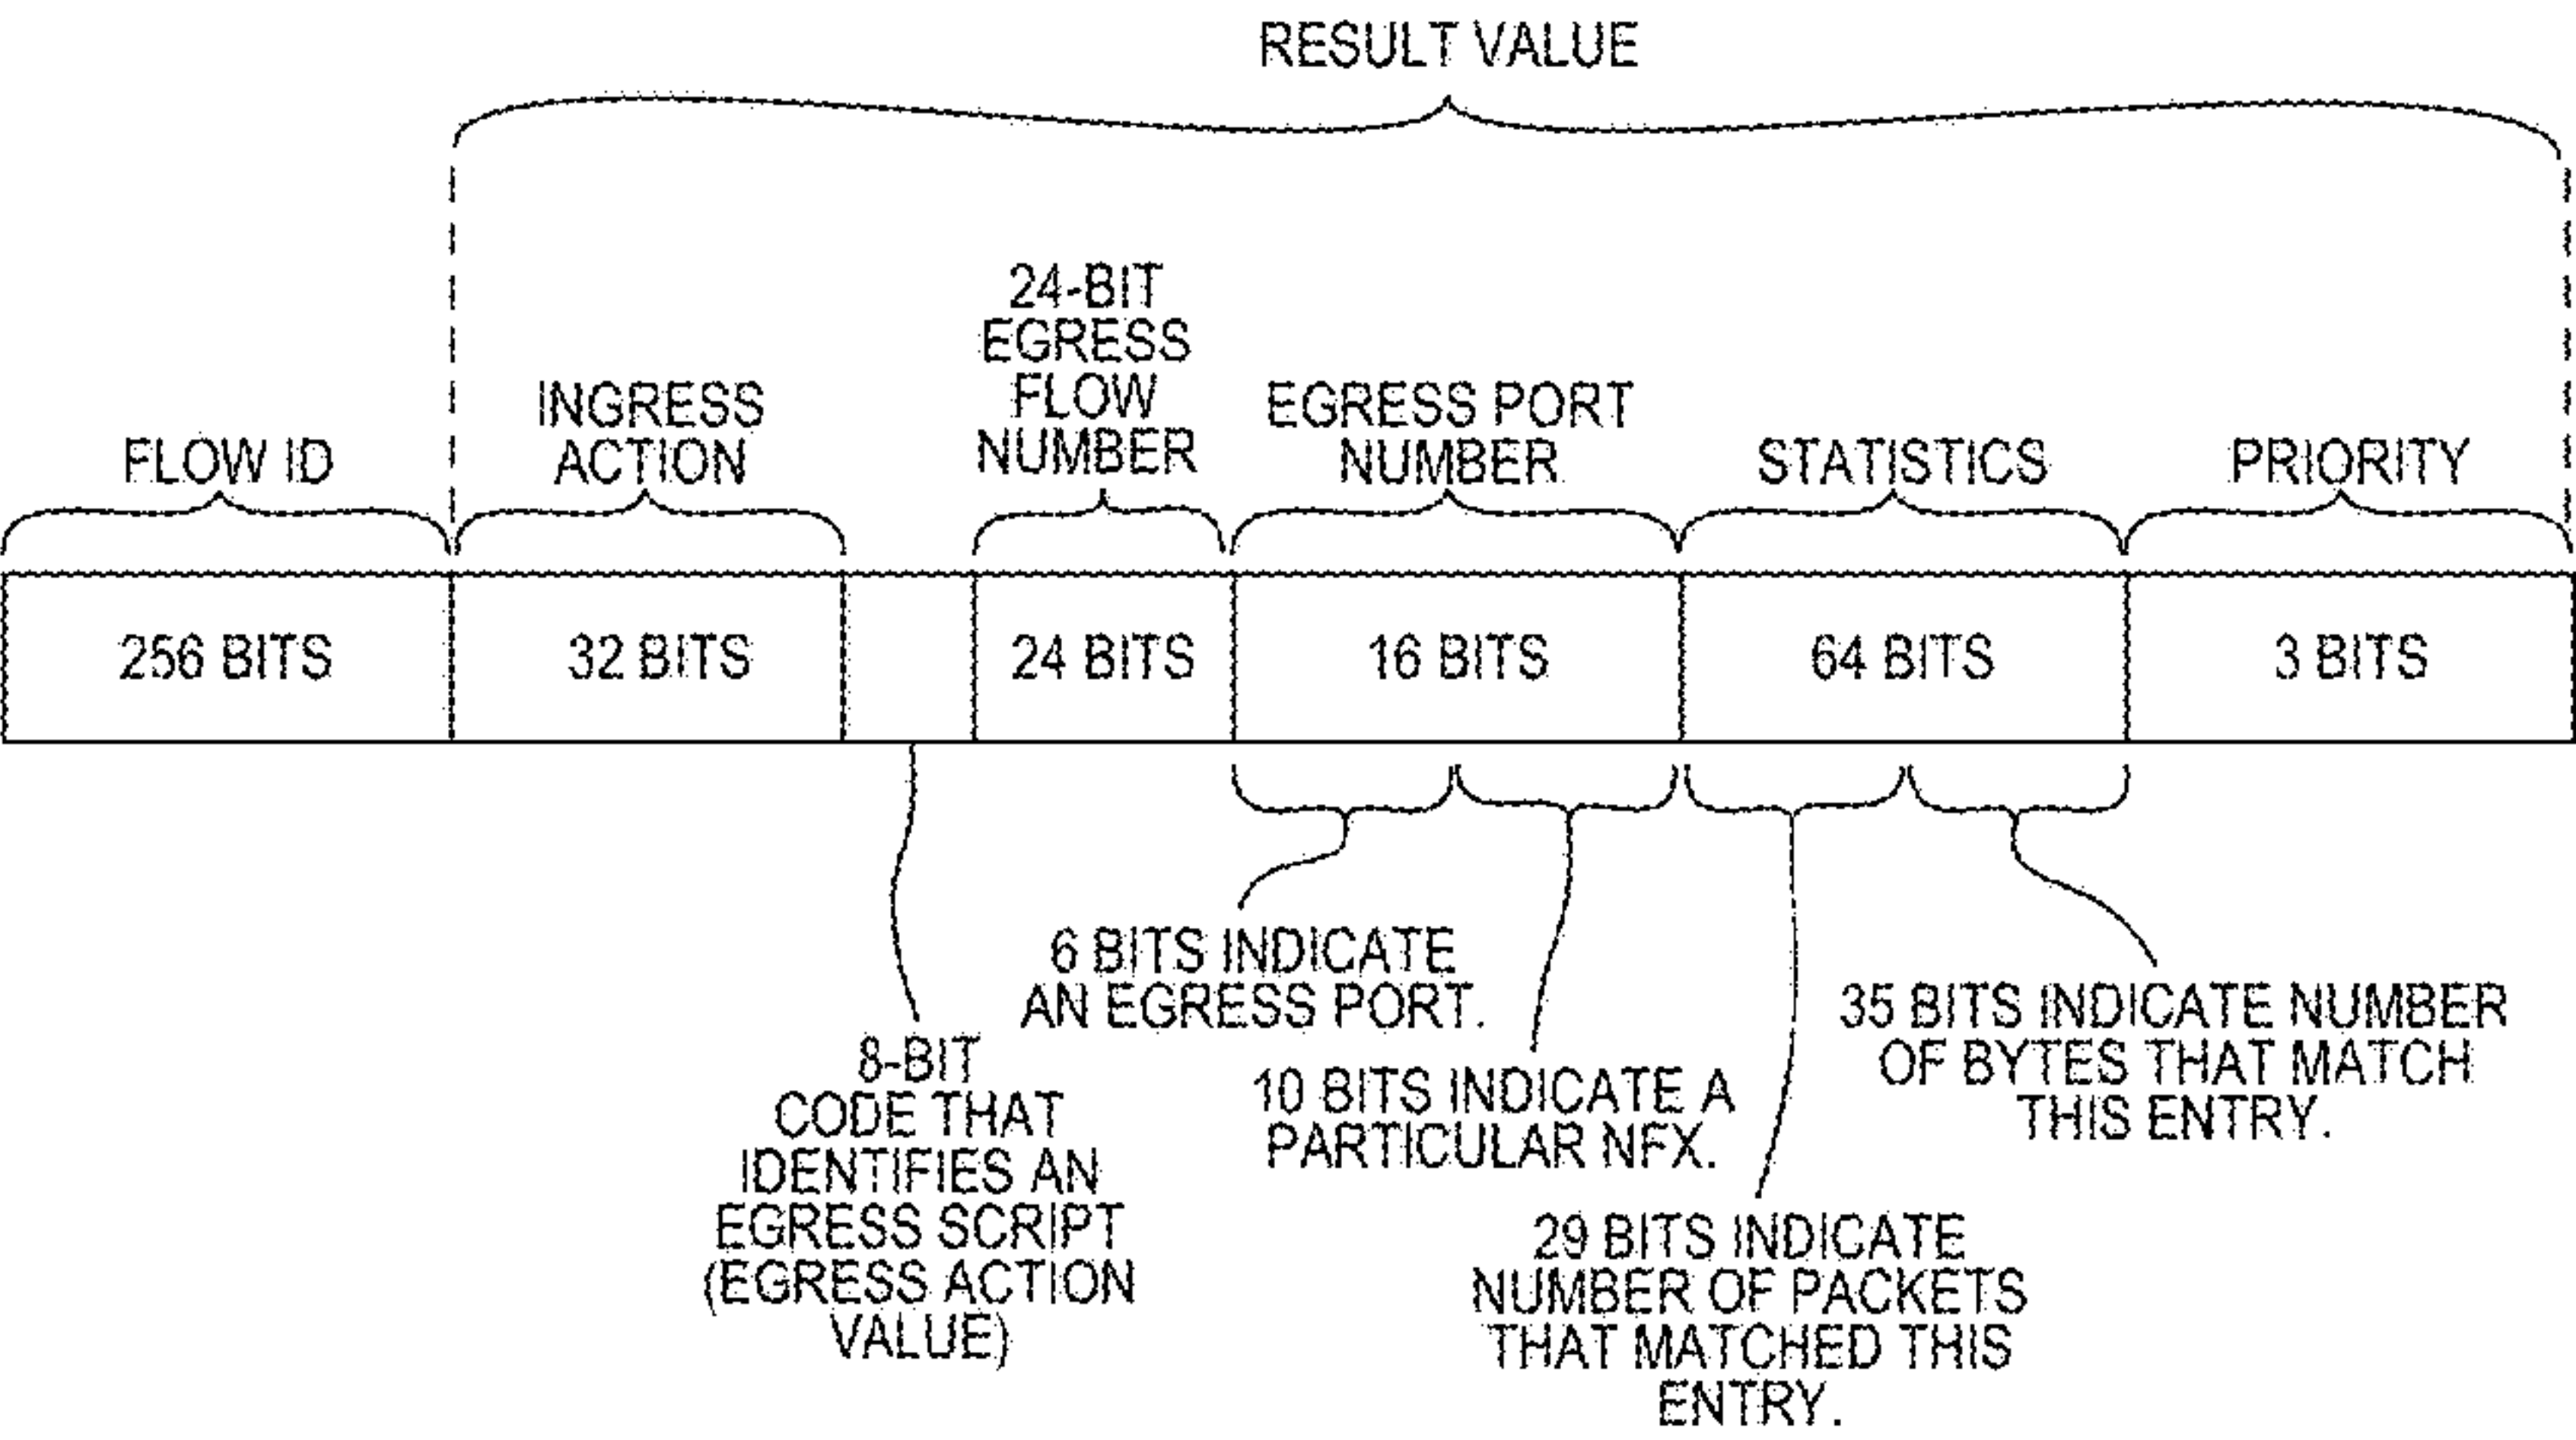 RESULT VALUE
24-BIT
EGRESS
FLOW
NUMBER
INGRESS
ACTION
EGRESS PORT
NUMBER
FLOW ID
STATISTICS
PRIORITY
256 BITS
32 BITS
24 BITS
16 BITS
64 BITS
3 BITS
6 BITS INDICATE
AN EGRESS PORT.
8-BIT
CODE THAT
IDENTIFIES AN
EGRESS SCRIPT
(EGRESS ACTION
VALUE)
10 BITS INDICATE A
PARTICULAR NFX.
29 BITS INDICATE
NUMBER OF PACKETS
THAT MATCHED THIS
ENTRY.
35 BITS INDICATE NUMBER
OF BYTES THAT MATCH
THIS ENTRY.